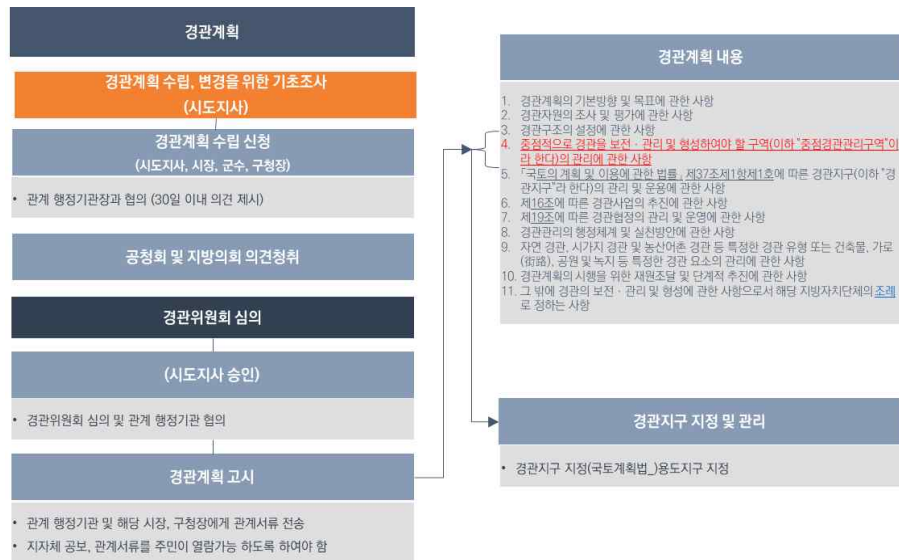 경관계획
경관계획 수립, 변경을 위한 기초조사
(시도지사)
경관계획 수립 신청
(시도지사, 시장, 군수, 구청장)
• 관계 행정기관장과 협의 (30일 이내 의견 제시)
공청회 및 지방의회 의견청취
경관위원회 심의
(시도지사 승인)
• 경관위원회 심의 및 관계 행정기관 협의
경관계획 고시
• 관계 행정기관 및 해당 시장, 구청장에게 관계서류 전송
• 지자체 공보, 관계서류를 주민이 열람가능 하도록 하여야 함
경관계획 내용
1. 경관계획의 기본방향 및 목표에 관한 사항
2. 경관자원의 조사 및 평가에 관한 사항
3. 경관구조의 설정에 관한 사항
4. 중점적으로 경관을 보전ㆍ관리 및 형성하여야 할 구역(이하 "중점경관관리구역"이
라 한다)의 관리에 관한 사항
5. 「국토의 계획 및 이용에 관한 법률」 제37조제1항제1호에 따른 경관지구(이하 "경
관지구"라 한다)의 관리 및 운용에 관한 사항
6. 제16조에 따른 경관사업의 추진에 관한 사항
7. 제19조에 따른 경관협정의 관리 및 운영에 관한 사항
8. 경관관리의 행정체계 및 실천방안에 관한 사항
9. 자연 경관, 시가지 경관 및 농산어촌 경관 등 특정한 경관 유형 또는 건축물, 가로
(街路), 공원 및 녹지 등 특정한 경관 요소의 관리에 관한 사항
10. 경관계획의 시행을 위한 재원조달 및 단계적 추진에 관한 사항
11. 그 밖에 경관의 보전ㆍ관리 및 형성에 관한 사항으로서 해당 지방자치단체의 조례
로 정하는 사항
경관지구 지정 및 관리
• 경관지구 지정(국토계획법_)용도지구 지정